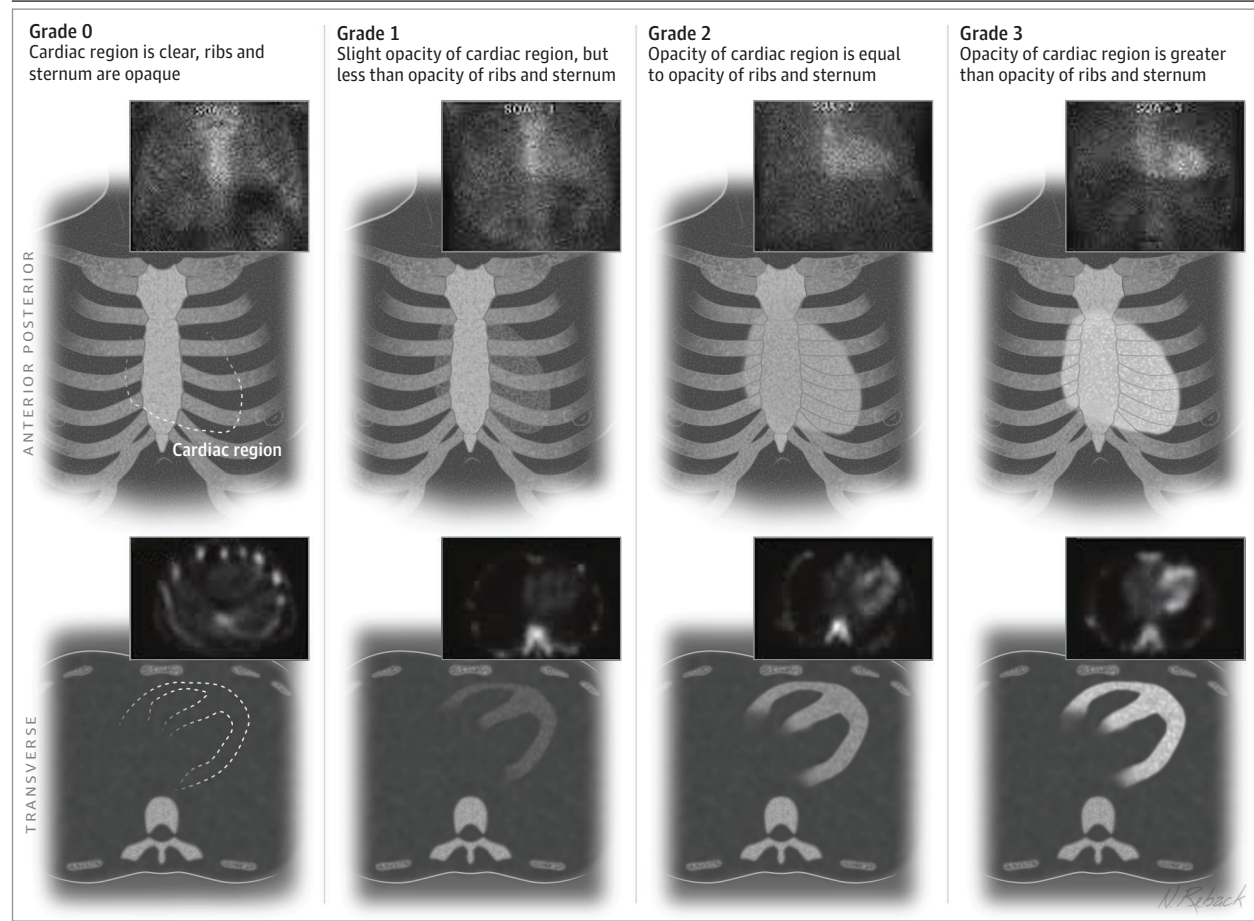 Grade 0
Cardiac region is clear, ribs and
sternum are opaque
Grade 1
Slight opacity of cardiac region, but
less than opacity of ribs and sternum
Grade 2
Opacity of cardiac region is equal
to opacity of ribs and sternum
Grade 3
Opacity of cardiac region is greater
than opacity of ribs and sternum
SQA - 1
SQA - 2
SQA - 3
ANTERIOR POSTERIOR
Cardiac region
TRANSVERSE
N. Reback